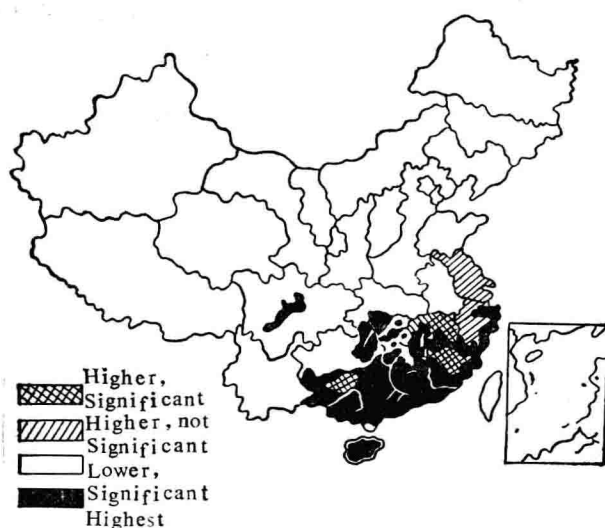 Higher,
Significant
Higher, not
Significant
Lower,
Significant
Highest